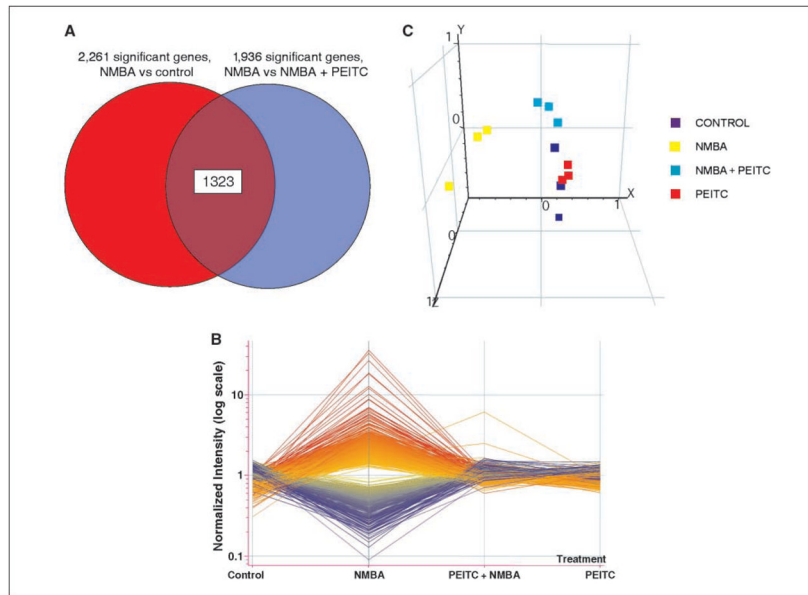 A
2,261 significant genes,
NMBA vs control
1,936 significant genes,
NMBA vs NMBA + PEITC
1323
C
Y
1
0
X
0
1
0
12
CONTROL
NMBA
NMBA + PEITC
PEITC
B
Normalized Intensity (log scale)
10
1
0.1
Treatment
Control
NMBA
PEITC + NMBA
PEITC